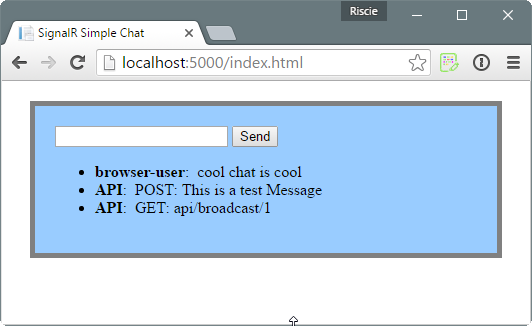 Riscie
SignalR Simple Chat
localhost:5000/index.html
Send
browser-user: cool chat is cool
API: POST: This is a test Message
API: GET: api/broadcast/1